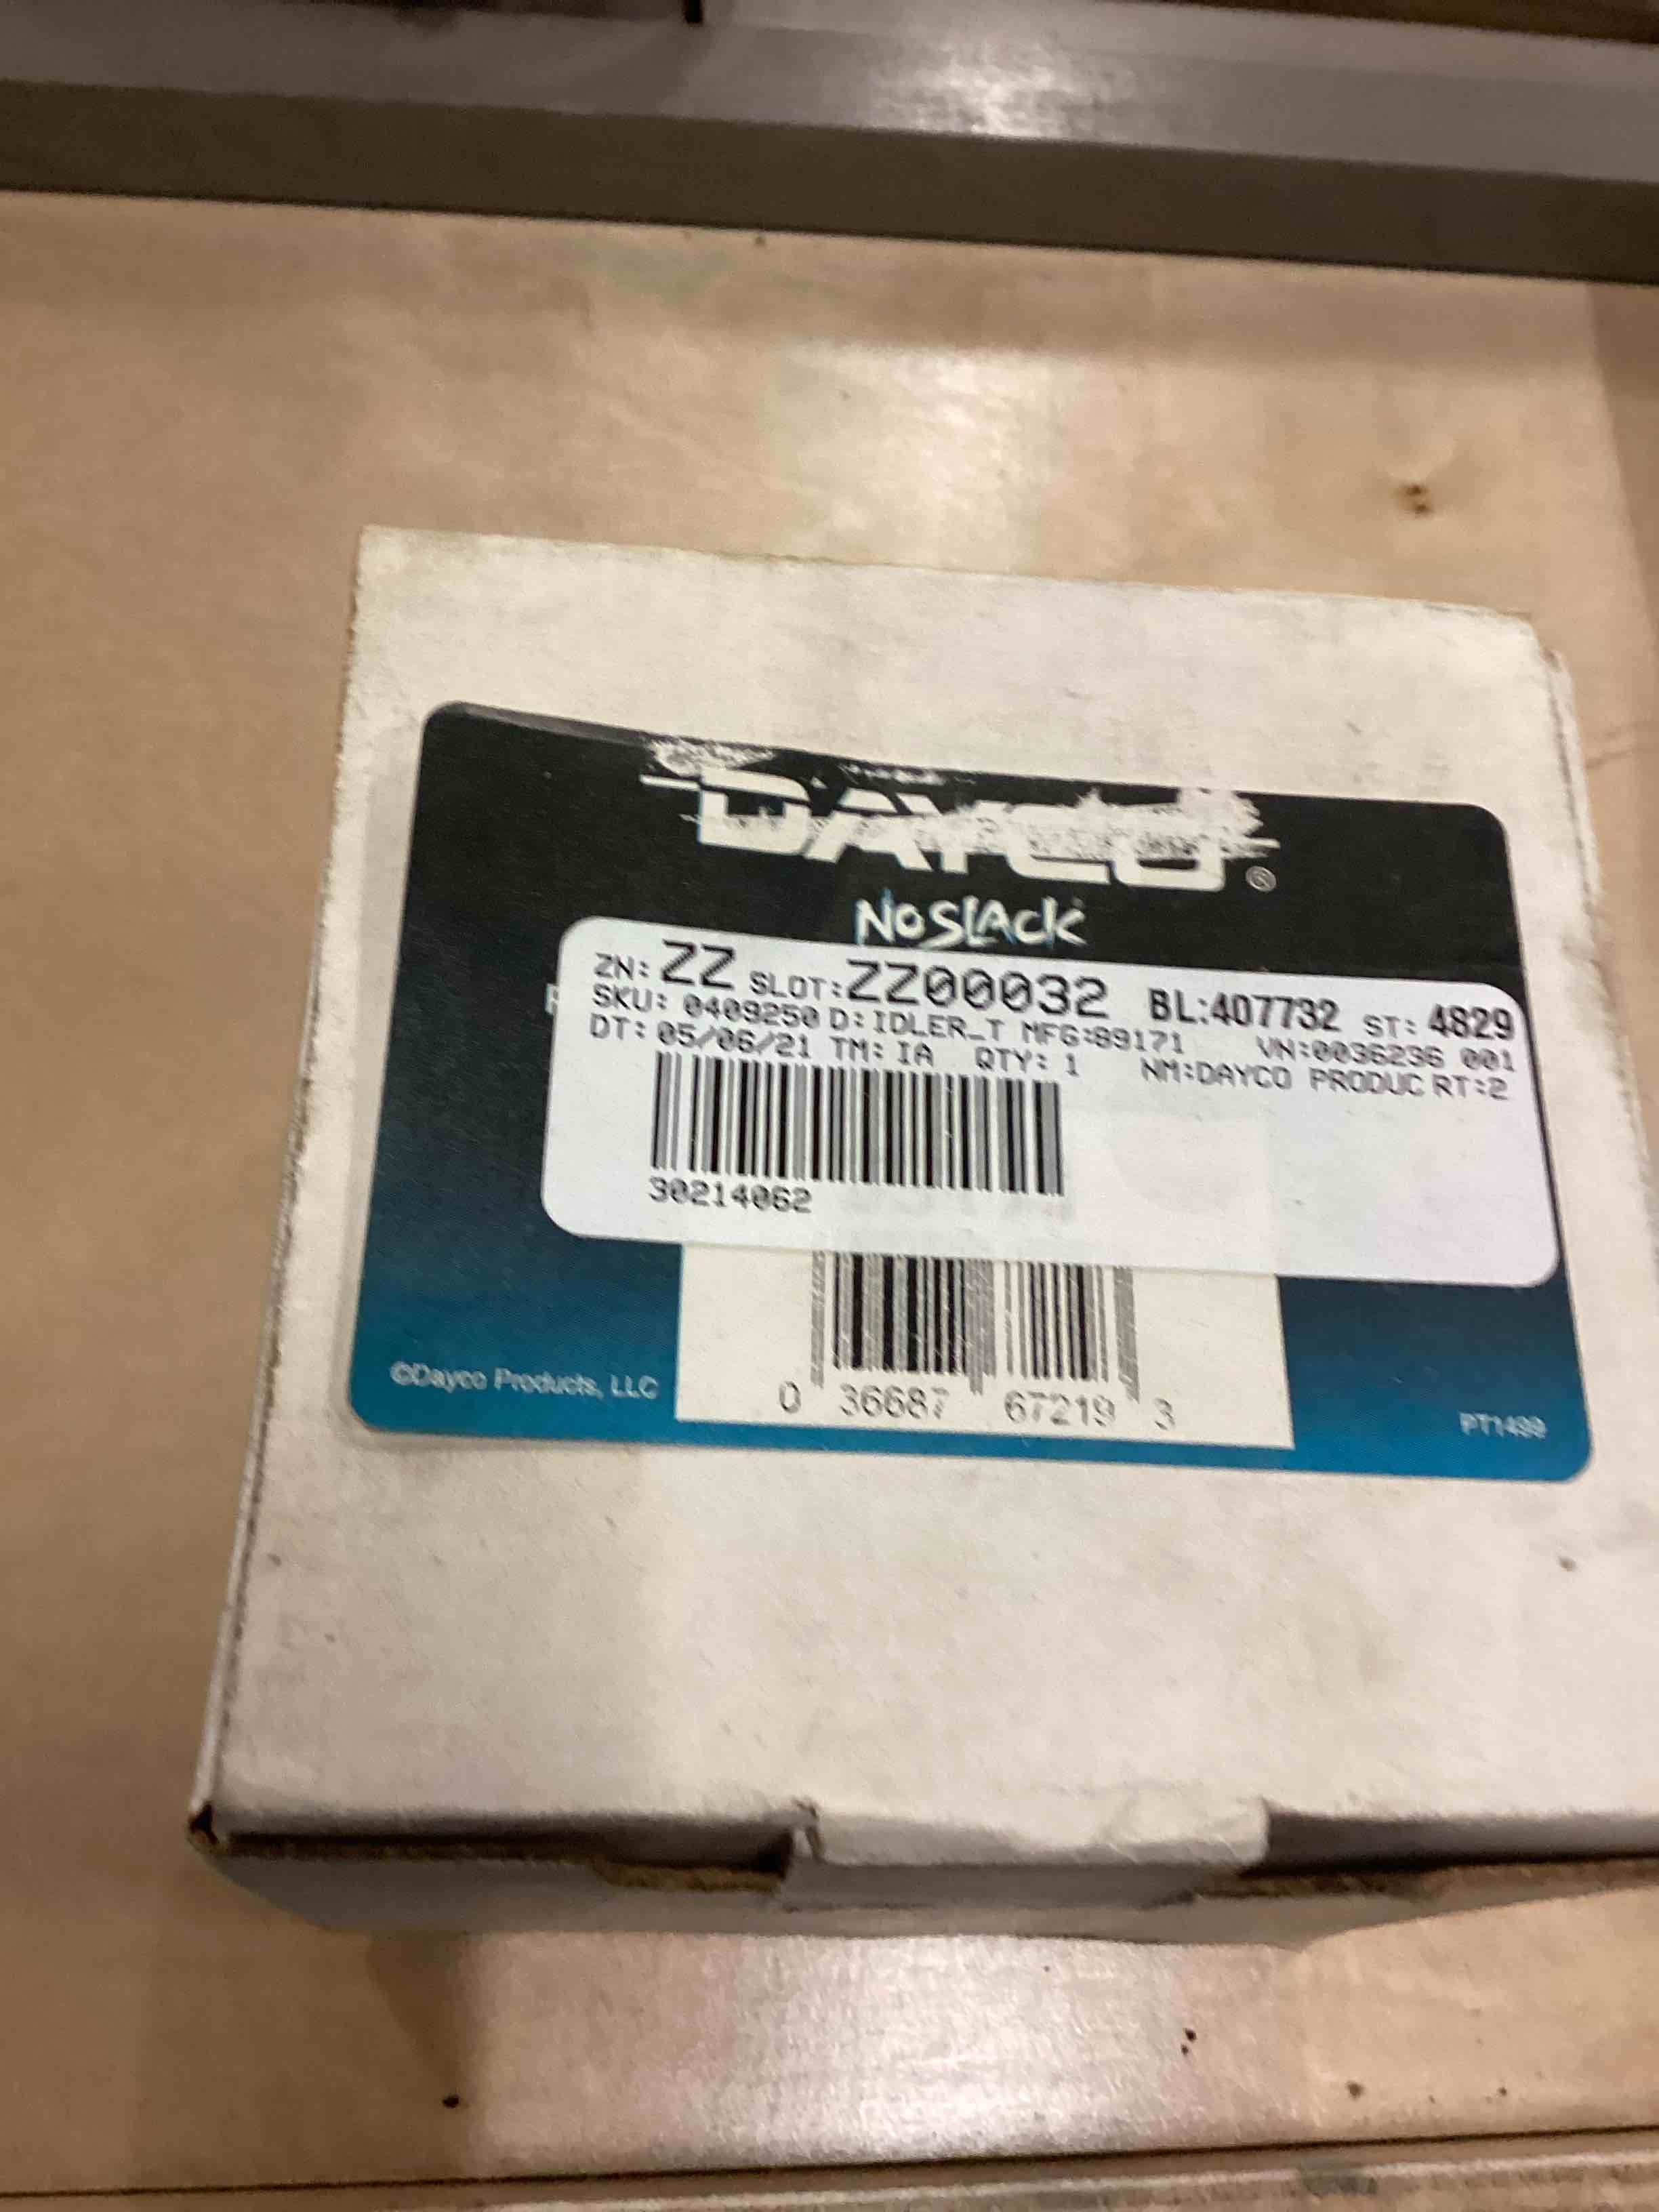 DAYCO®
NO SLACK
ZN: ZZ SLOT:ZZ00032 BL:407732 ST: 4829
SKU: 0409250 D:IDLER_T MFG:89171 VN:0036236 001
DT: 05/06/21 TM: IA QTY: 1 NM:DAYCO PRODUC RT:2
30214062
0 36687 67219 3
©Dayco Products, LLC
PT1499